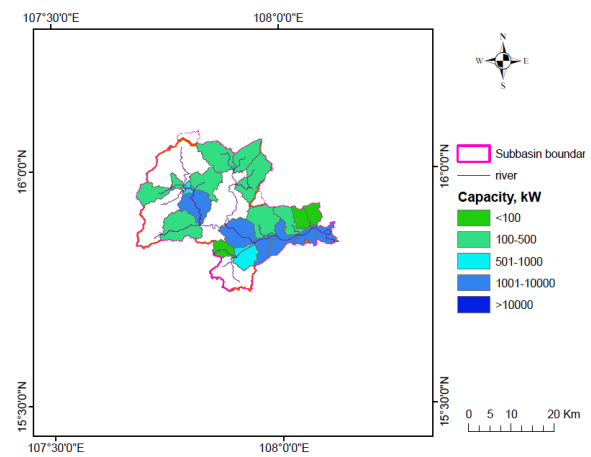 107°30'0"E 108°0'0"E
N
W E
S
16°0'N 16°0'N
Subbasin boundar
river
Capacity, kW
<100
100-500
501-1000
1001-10000
>10000
15°30'0"N 15°30'0"N
0 5 10 20 Km
107°30'0"E 108°0'0"E